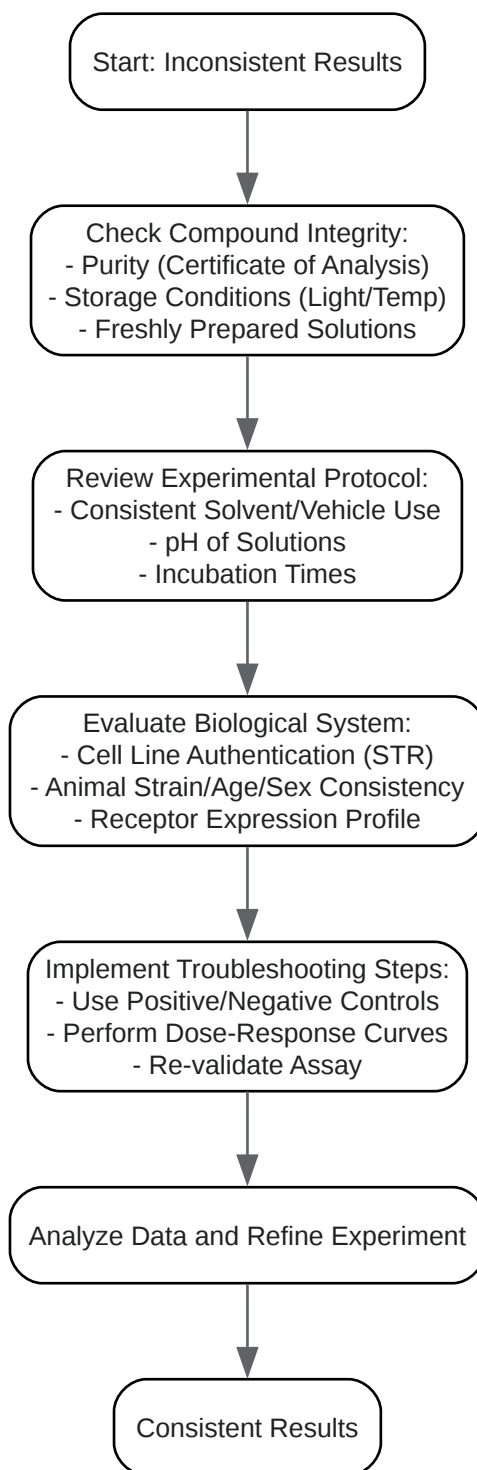 Start: Inconsistent Results
Check Compound Integrity:
- Purity (Certificate of Analysis)
- Storage Conditions (Light/Temp)
- Freshly Prepared Solutions
Review Experimental Protocol:
- Consistent Solvent/Vehicle Use
- pH of Solutions
- Incubation Times
Evaluate Biological System:
- Cell Line Authentication (STR)
- Animal Strain/Age/Sex Consistency
- Receptor Expression Profile
Implement Troubleshooting Steps:
- Use Positive/Negative Controls
- Perform Dose-Response Curves
- Re-validate Assay
Analyze Data and Refine Experiment
Consistent Results